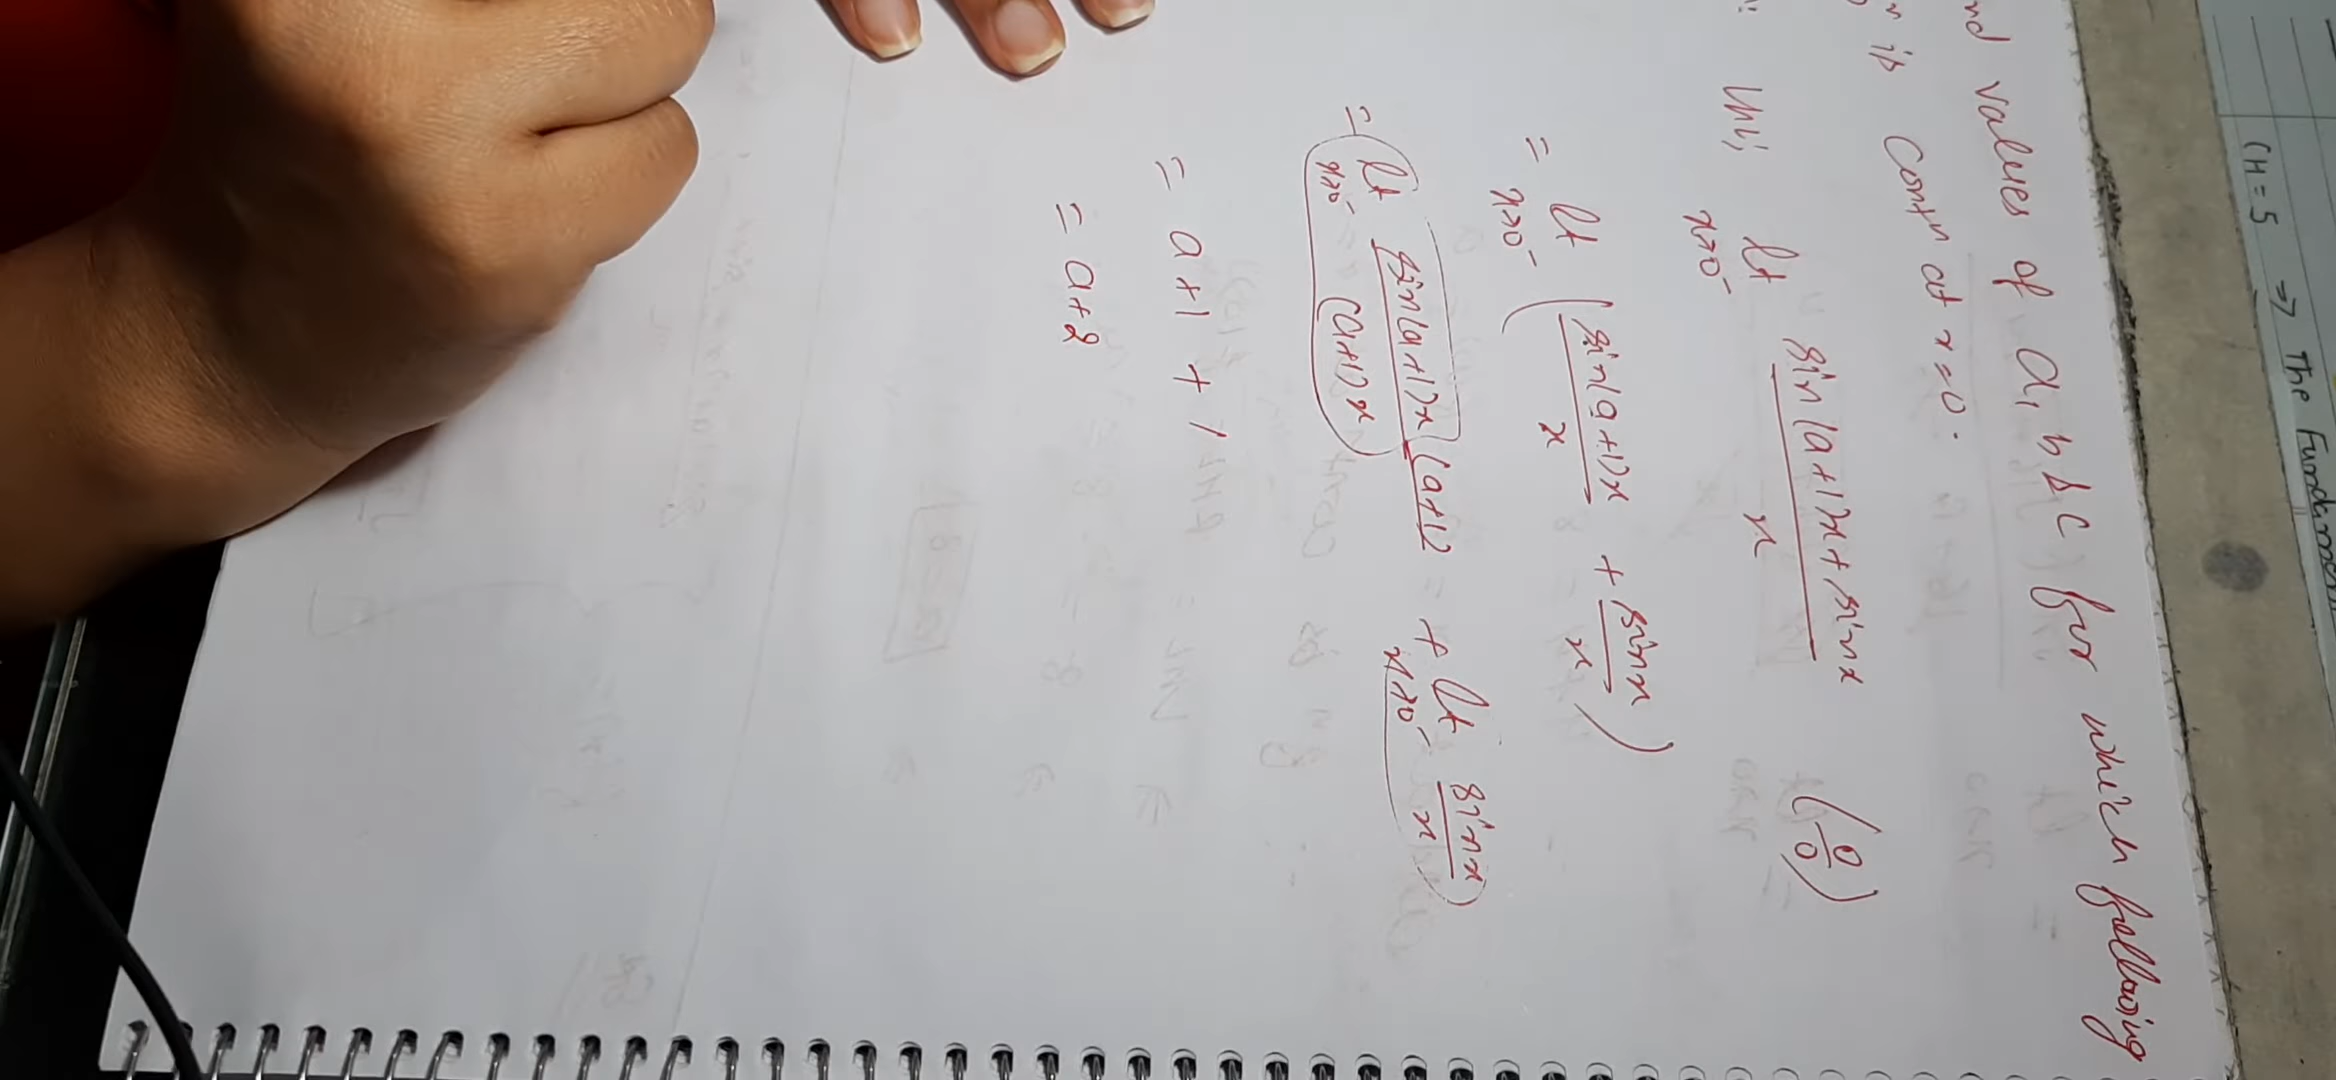 CH = 5 ⇒ The Fundamen
nd values of a, b & c for which following
n is contn at x = 0.
LHL; lt x→0⁻ sin(a+1)x + sinx / x (0/0)
= lt x→0⁻ ( sin(a+1)x / x + sinx / x )
= lt x→0⁻ sin(a+1)x (a+1) / (a+1)x + lt x→0⁻ sinx / x
= a+1 + 1
= a+2